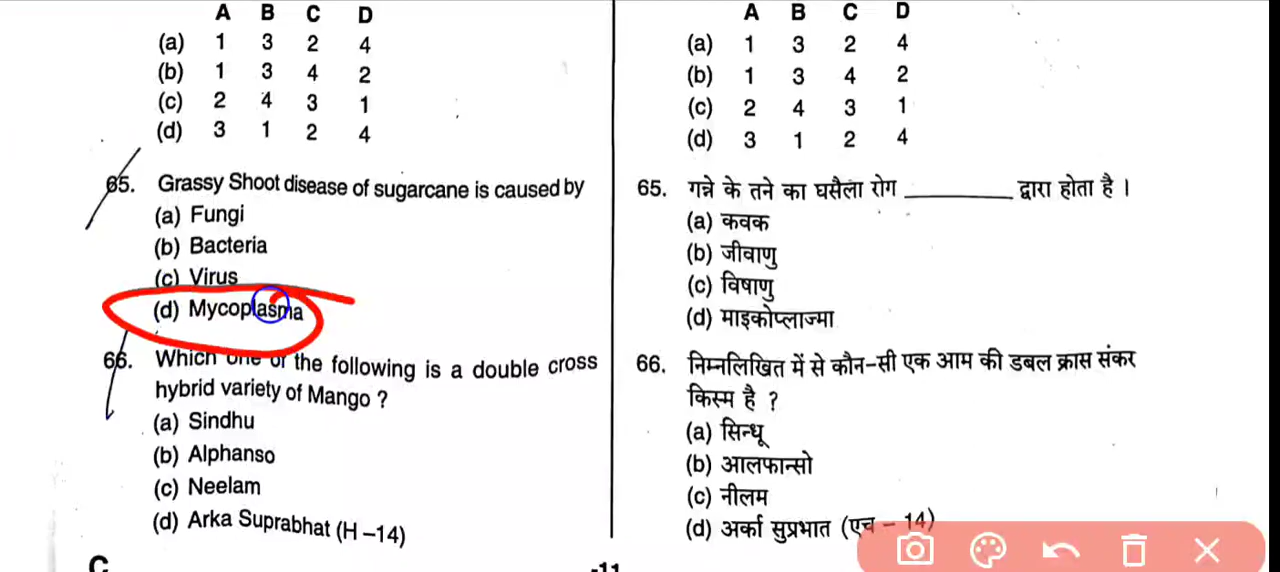 A B C D
(a) 1 3 2 4
(b) 1 3 4 2
(c) 2 4 3 1
(d) 3 1 2 4
65. Grassy Shoot disease of sugarcane is caused by
(a) Fungi
(b) Bacteria
(c) Virus
(d) Mycoplasma
66. Which one of the following is a double cross
hybrid variety of Mango ?
(a) Sindhu
(b) Alphanso
(c) Neelam
(d) Arka Suprabhat (H –14)
C
A B C D
(a) 1 3 2 4
(b) 1 3 4 2
(c) 2 4 3 1
(d) 3 1 2 4
65. गन्ने के तने का घसैला रोग __________ द्वारा होता है ।
(a) कवक
(b) जीवाणु
(c) विषाणु
(d) माइकोप्लाज्मा
66. निम्नलिखित में से कौन-सी एक आम की डबल क्रास संकर
किस्म है ?
(a) सिन्धू
(b) आलफान्सो
(c) नीलम
(d) अर्का सुप्रभात (एच – 14)
-11